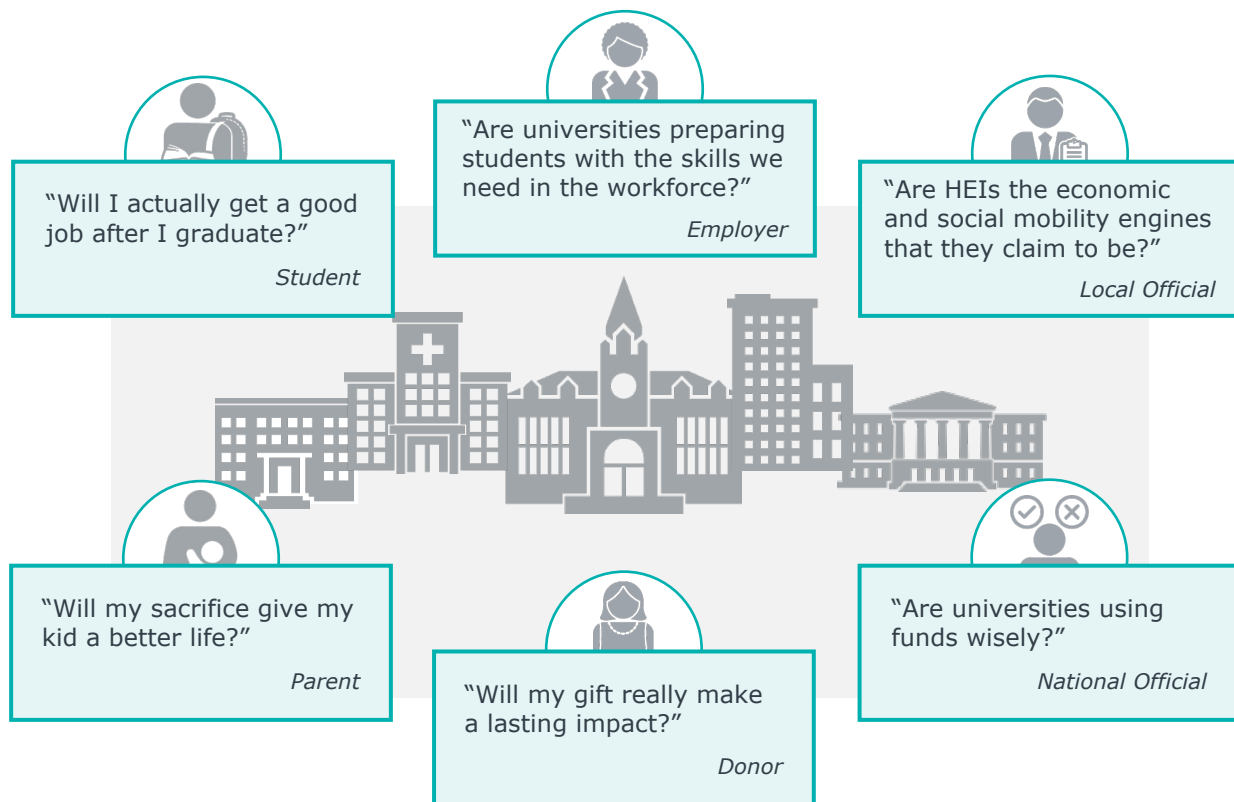 “Will I actually get a good
job after I graduate?”
Student
“Are universities preparing
students with the skills we
need in the workforce?”
Employer
“Are HEIs the economic
and social mobility engines
that they claim to be?”
Local Official
“Will my sacrifice give my
kid a better life?”
Parent
“Will my gift really make
a lasting impact?”
Donor
“Are universities using
funds wisely?”
National Official